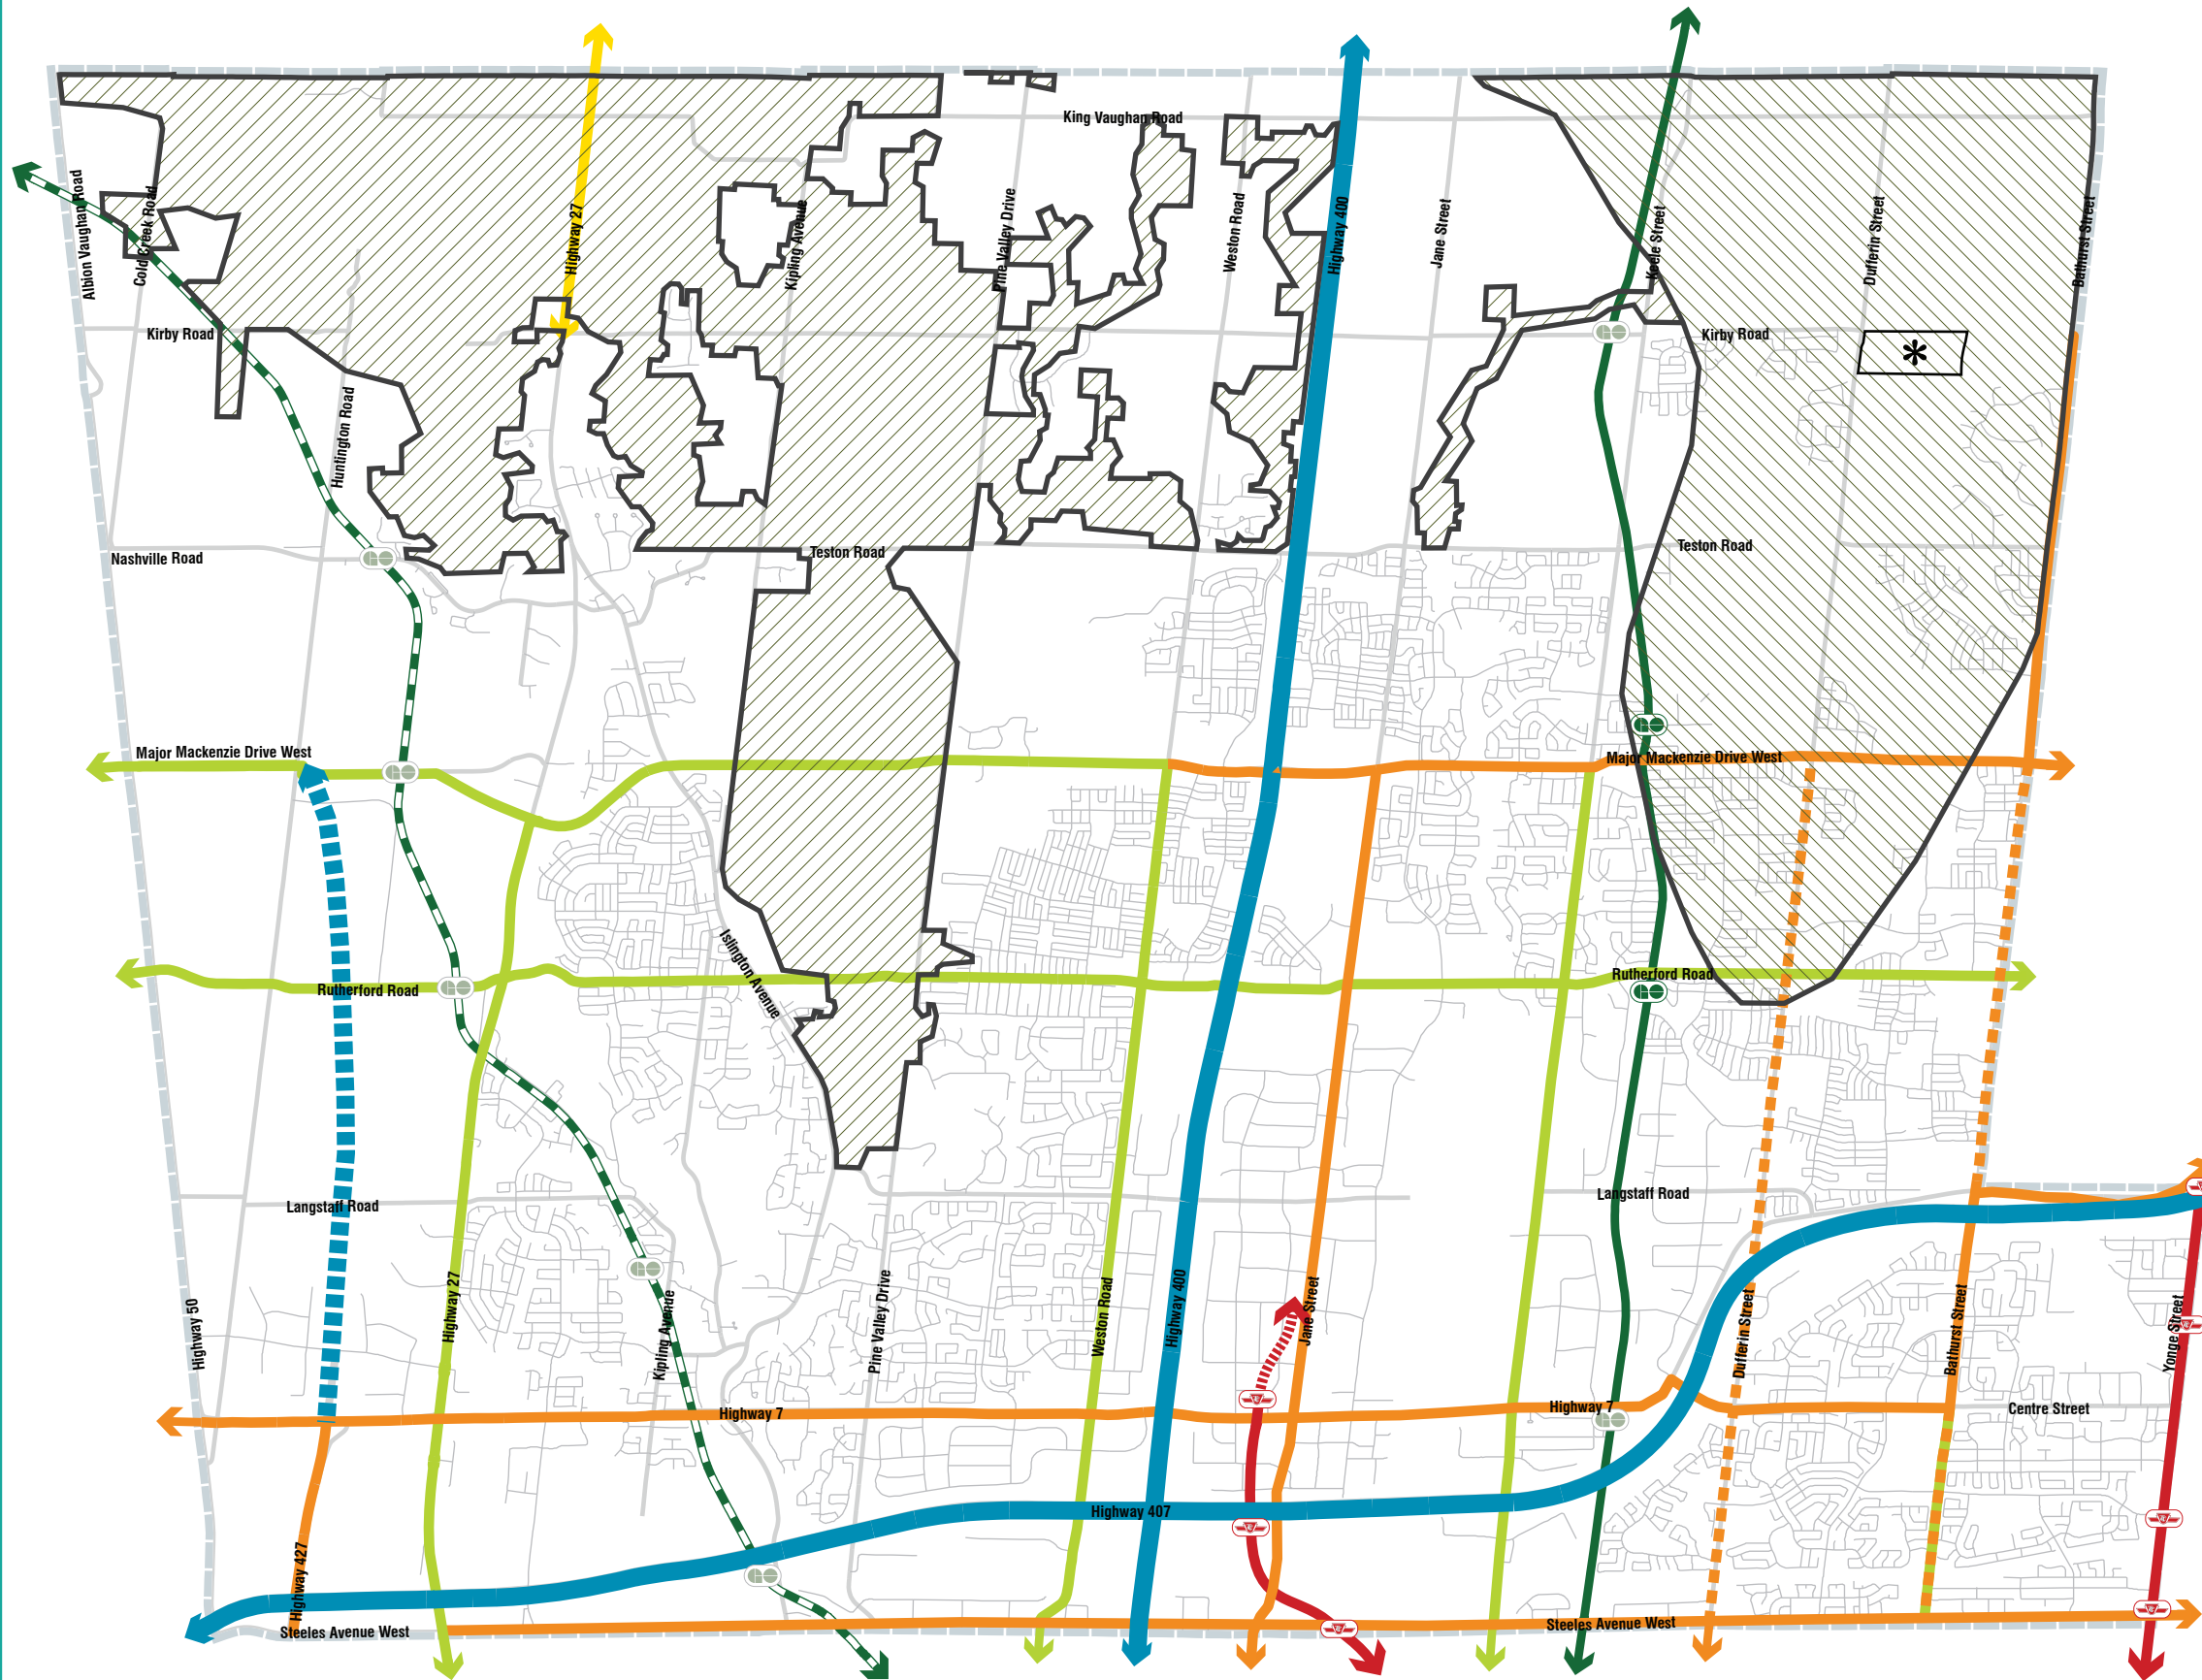 King Vaughan Road
Albion Vaughan Road
Cold Creek Road
Highway 27
Kipling Avenue
Pine Valley Drive
Weston Road
Highway 400
Jane Street
Keele Street
Dufferin Street
Bathurst Street
Kirby Road
Kirby Road
*
Huntington Road
Nashville Road
Teston Road
Teston Road
Major Mackenzie Drive West
Major Mackenzie Drive West
Islington Avenue
Rutherford Road
Rutherford Road
Langstaff Road
Langstaff Road
Highway 50
Highway 27
Kipling Avenue
Pine Valley Drive
Weston Road
Highway 400
Jane Street
Dufferin Street
Bathurst Street
Yonge Street
Highway 7
Highway 7
Centre Street
Highway 407
Highway 427
Steeles Avenue West
Steeles Avenue West